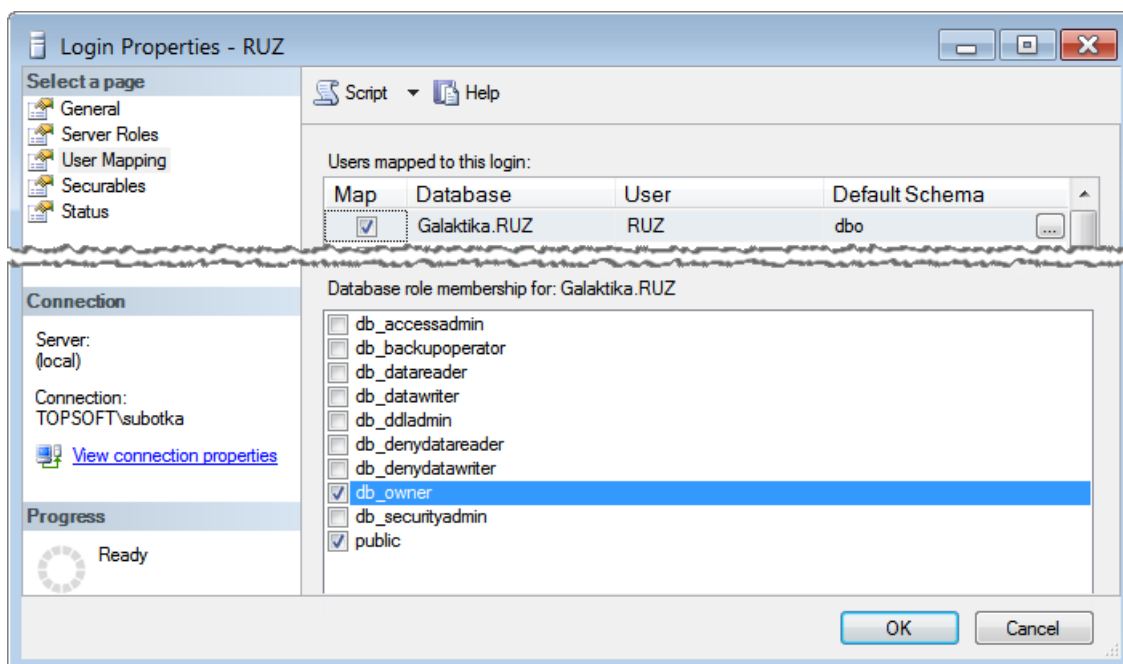 Login Properties - RUZ
Select a page
General
Server Roles
User Mapping
Securables
Status
Script Help
Users mapped to this login:
Map Database User Default Schema
Galaktika.RUZ RUZ dbo ...
Connection
Server:
(local)
Connection:
TOPSOFT\subotka
View connection properties
Progress
Ready
Database role membership for: Galaktika.RUZ
db_accessadmin
db_backupoperator
db_datareader
db_datawriter
db_ddladmin
db_denydatareader
db_denydatawriter
db_owner
db_securityadmin
public
OK Cancel